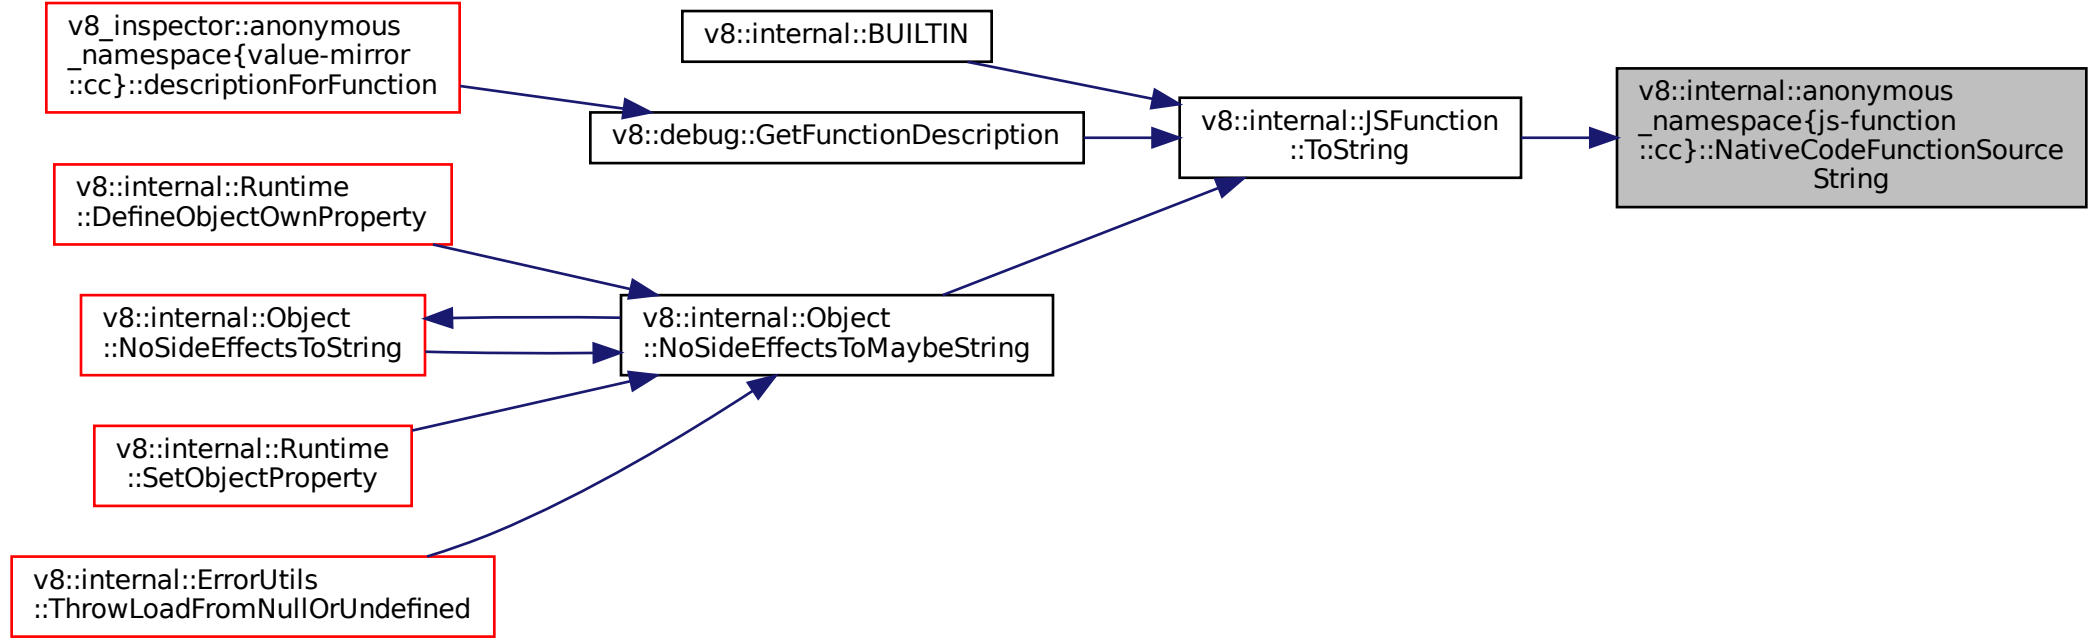 v8_inspector::anonymous
_namespace{value-mirror
::cc}::descriptionForFunction
v8::internal::BUILTIN
v8::debug::GetFunctionDescription
v8::internal::JSFunction
::ToString
v8::internal::anonymous
_namespace{js-function
::cc}::NativeCodeFunctionSource
String
v8::internal::Runtime
::DefineObjectOwnProperty
v8::internal::Object
::NoSideEffectsToString
v8::internal::Object
::NoSideEffectsToMaybeString
v8::internal::Runtime
::SetObjectProperty
v8::internal::ErrorUtils
::ThrowLoadFromNullOrUndefined